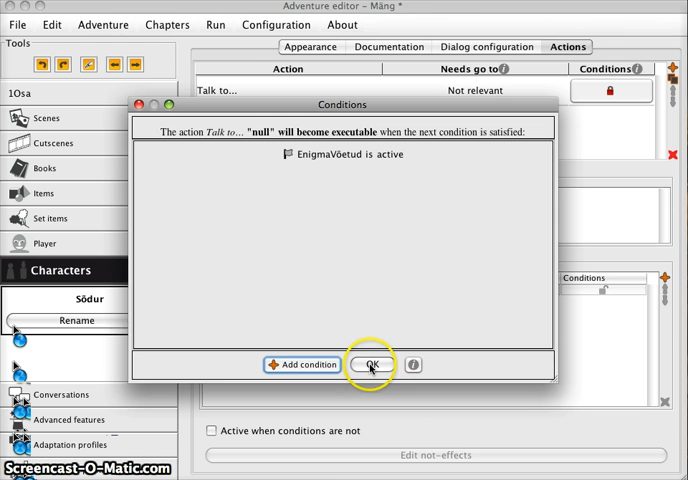 Adventure editor - Mäng *
File Edit Adventure Chapters Run Configuration About
Tools
Appearance Documentation Dialog configuration Actions
Action Needs go to Conditions
Talk to... Not relevant
1Osa
Scenes
Cutscenes
Books
Items
Set items
Player
Characters
Sõdur
Rename
Conversations
Advanced features
Adaptation profiles
Conditions
The action Talk to... "null" will become executable when the next condition is satisfied:
EnigmaVõetud is active
Add condition OK
Conditions
Active when conditions are not
Edit not-effects
Screencast-O-Matic.com